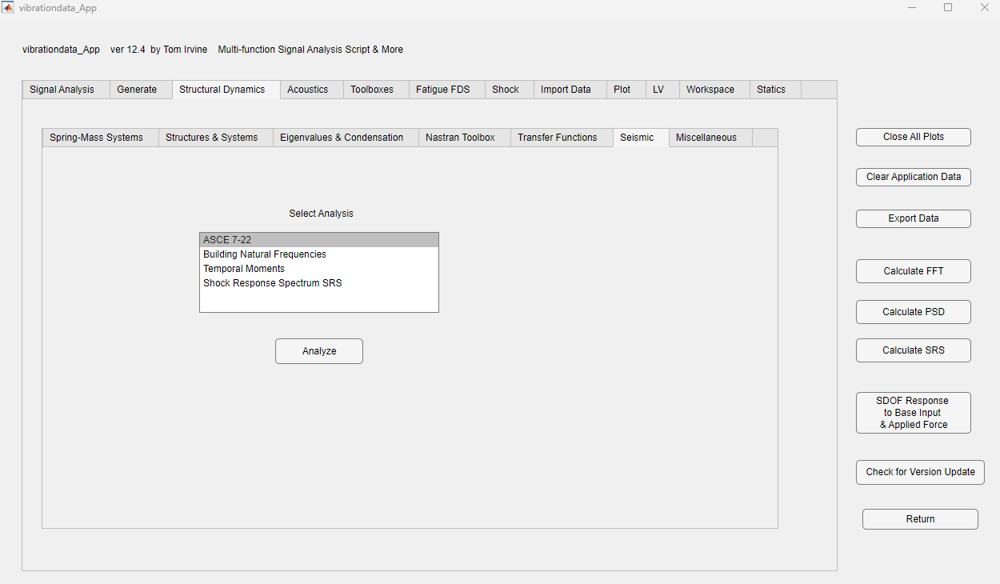 vibrationdata_App
vibrationdata_App ver 12.4 by Tom Irvine Multi-function Signal Analysis Script & More
Signal Analysis Generate Structural Dynamics Acoustics Toolboxes Fatigue FDS Shock Import Data Plot LV Workspace Statics
Spring-Mass Systems Structures & Systems Eigenvalues & Condensation Nastran Toolbox Transfer Functions Seismic Miscellaneous
Select Analysis
ASCE 7-22
Building Natural Frequencies
Temporal Moments
Shock Response Spectrum SRS
Analyze
Close All Plots
Clear Application Data
Export Data
Calculate FFT
Calculate PSD
Calculate SRS
SDOF Response
to Base Input
& Applied Force
Check for Version Update
Return